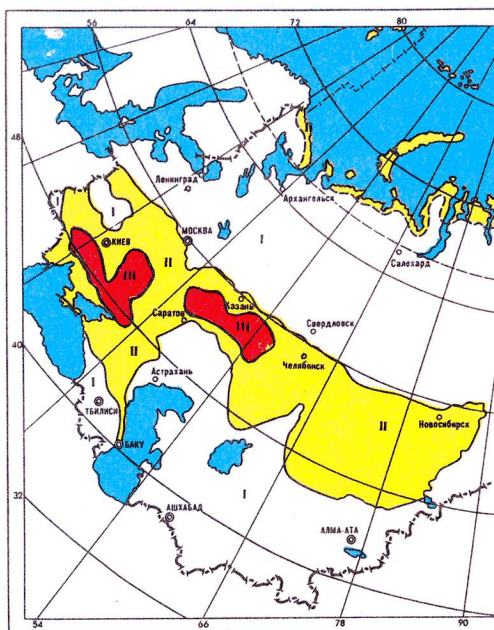 56
64
72
80
48
I
I
Ленинград
Архангельск
КИЕВ
МОСКВА
I
II
III
Салехард
Казань
Саратов
III
Свердловск
40
II
Челябинск
I
Астрахань
II
Новосибирск
ТБИЛИСИ
БАКУ
32
I
АШХАБАД
АЛМА-АТА
54
66
78
90